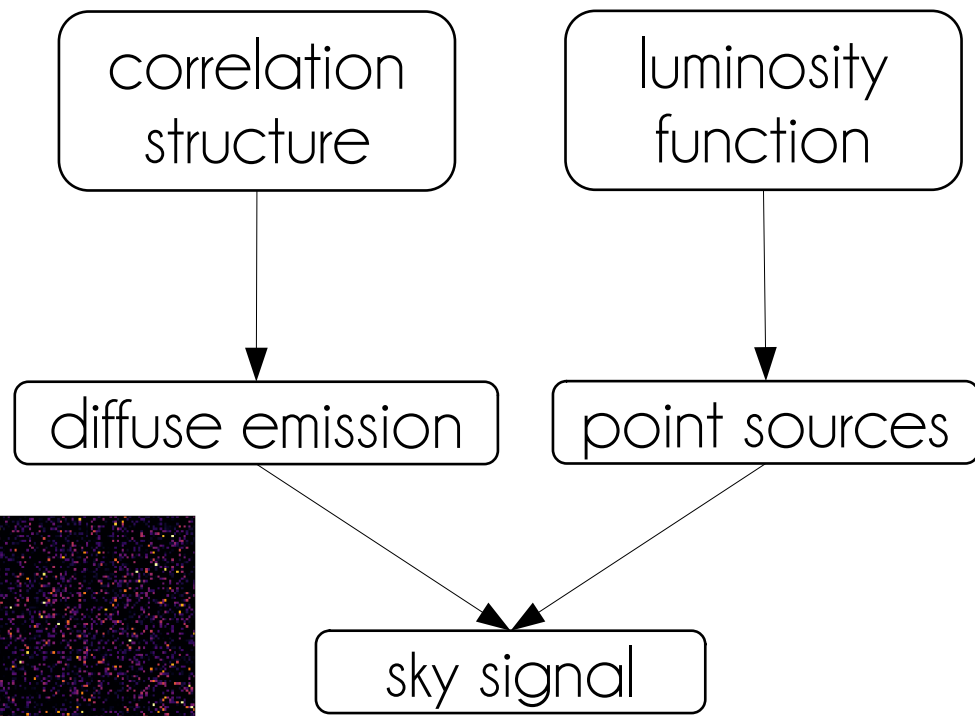 correlation
structure
luminosity
function
diffuse emission
point sources
sky signal